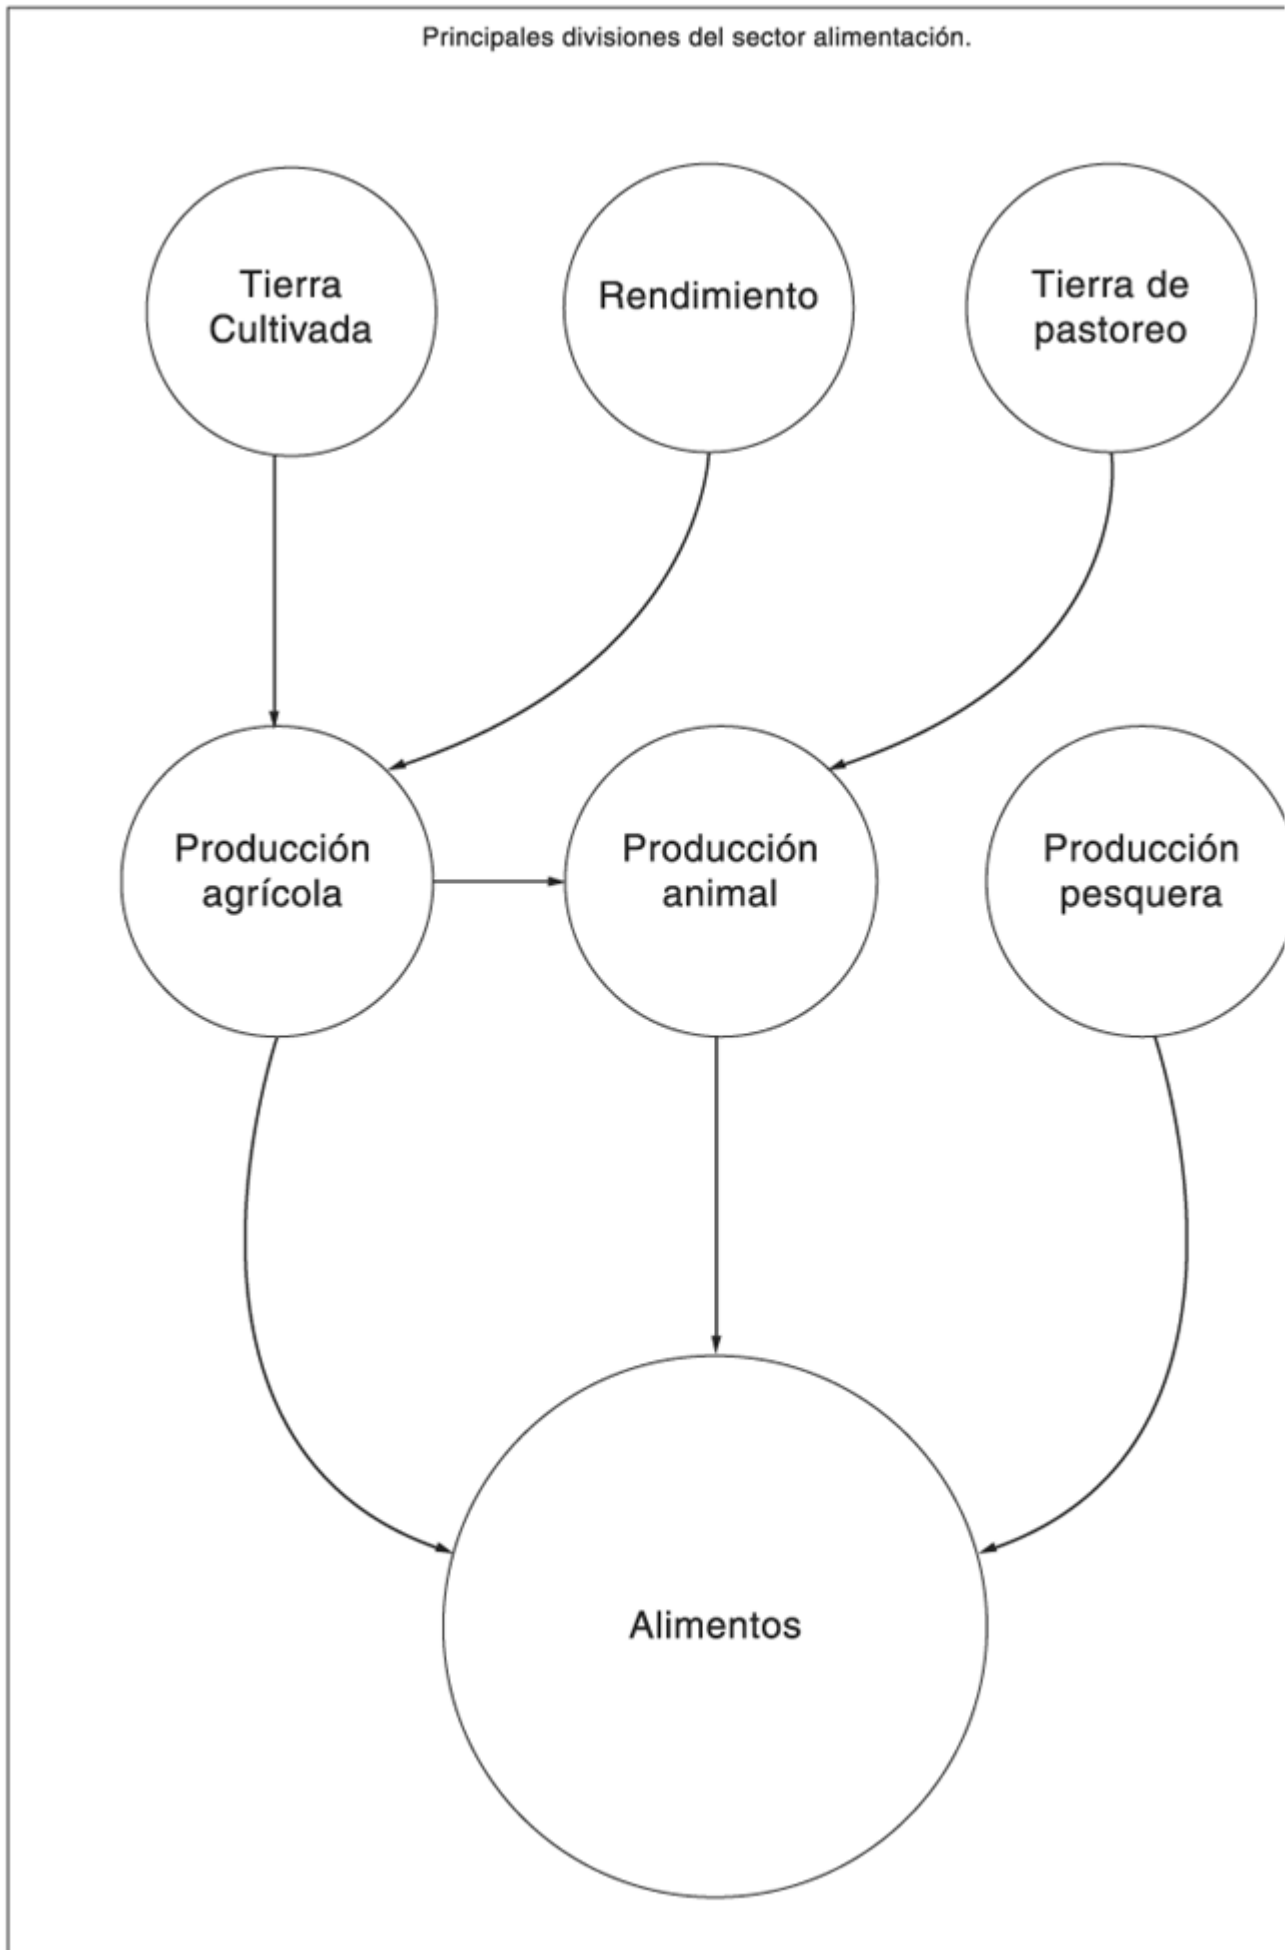 Principales divisiones del sector alimentación.
Tierra
Cultivada
Rendimiento
Tierra de
pastoreo
Producción
agrícola
Producción
animal
Producción
pesquera
Alimentos